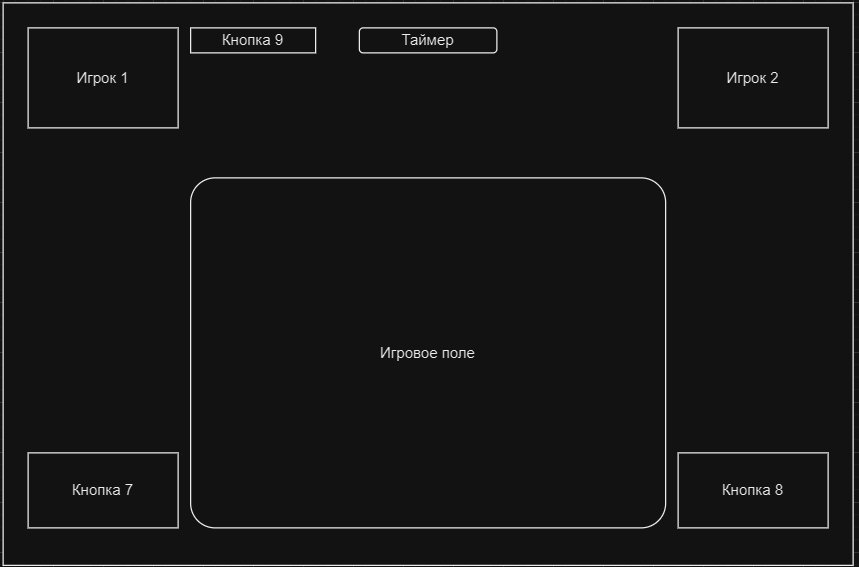 Игрок 1
Кнопка 9
Таймер
Игрок 2
Игровое поле
Кнопка 7
Кнопка 8